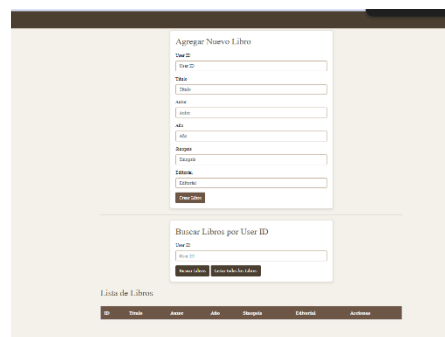 Agregar Nuevo Libro
User ID
User ID
Título
Título
Autor
Autor
Año
Año
Sinopsis
Sinopsis
Editorial
Editorial
Crear Libro
Buscar Libros por User ID
User ID
User ID
Buscar Libros Listar todos los Libros
Lista de Libros
ID Título Autor Año Sinopsis Editorial Acciones